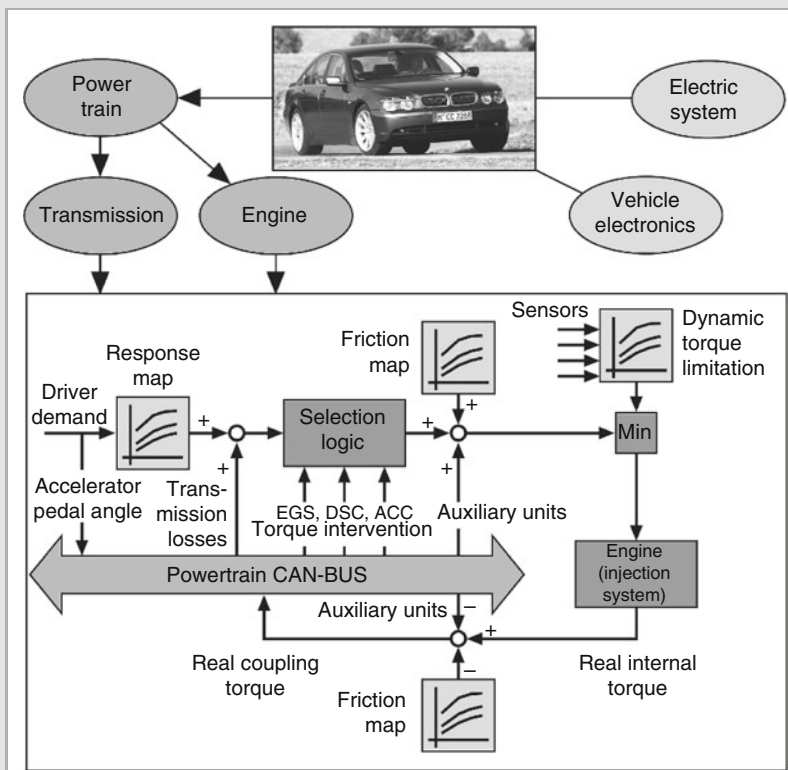 Power
train
Electric
system
Transmission
Engine
Vehicle
electronics
Sensors
Dynamic
torque
limitation
Friction
map
Response
map
Driver
demand
+
+
Selection
logic
+
+
+
Min
Accelerator
pedal angle
Trans-
mission
losses
EGS, DSC, ACC
Torque intervention
Auxiliary units
Powertrain CAN-BUS
Engine
(injection
system)
Auxiliary units
–
+
–
Real coupling
torque
Real internal
torque
Friction
map